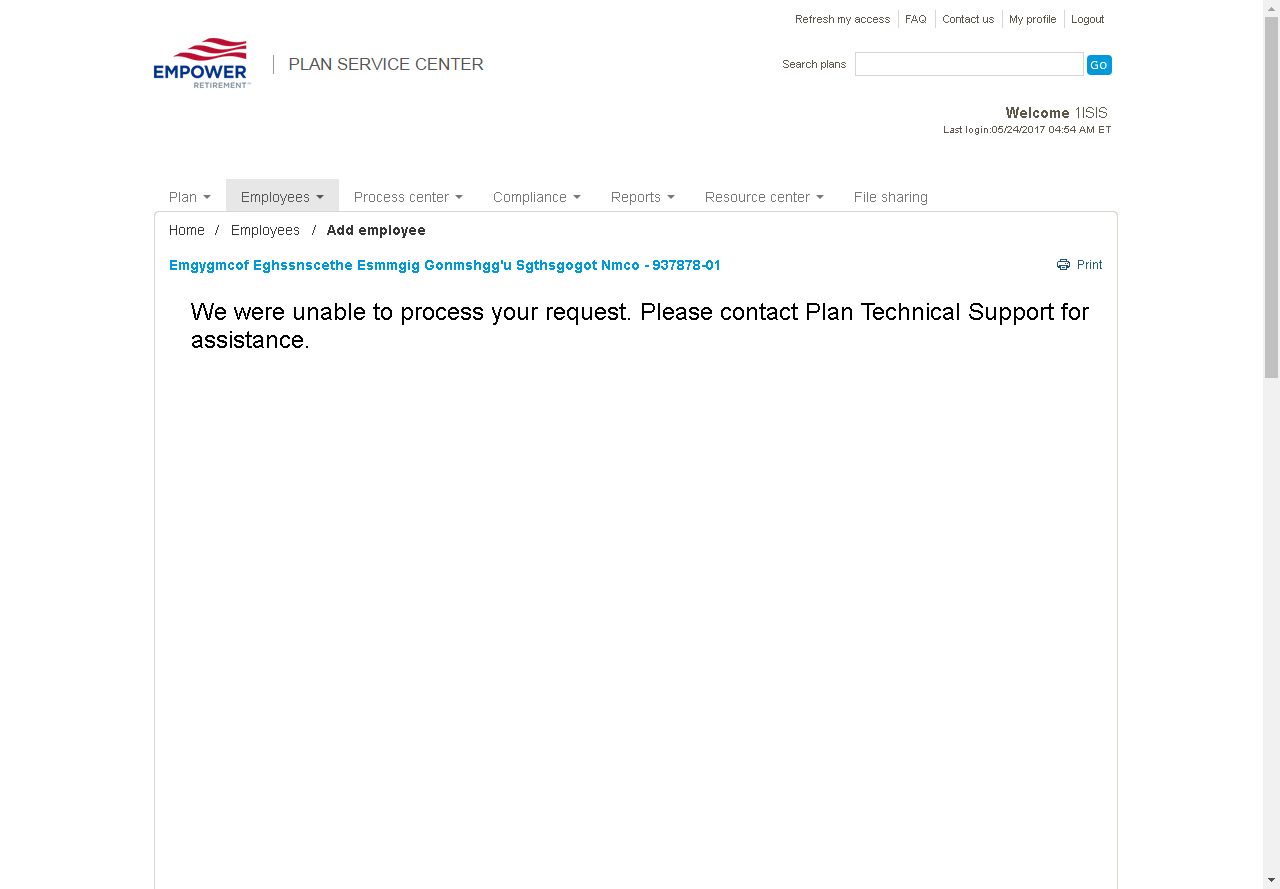 Refresh my access FAQ Contact us My profile Logout
EMPOWER
RETIREMENT™
PLAN SERVICE CENTER
Search plans Go
Welcome 1ISIS
Last login:05/24/2017 04:54 AM ET
Plan Employees Process center Compliance Reports Resource center File sharing
Home / Employees / Add employee
Emgygmcof Eghssnscethe Esmmgig Gonmshgg'u Sgthsgogot Nmco - 937878-01
Print
We were unable to process your request. Please contact Plan Technical Support for
assistance.